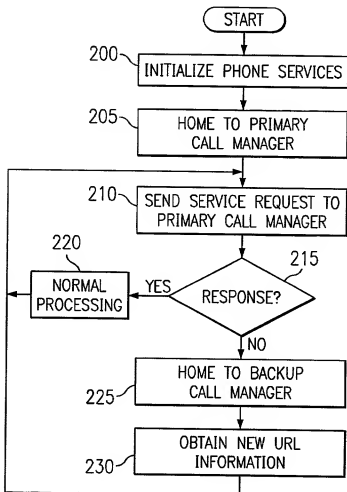 START
200
INITIALIZE PHONE SERVICES
205
HOME TO PRIMARY
CALL MANAGER
210
SEND SERVICE REQUEST TO
PRIMARY CALL MANAGER
220
NORMAL
PROCESSING
YES
RESPONSE?
215
NO
HOME TO BACKUP
CALL MANAGER
225
OBTAIN NEW URL
INFORMATION
230